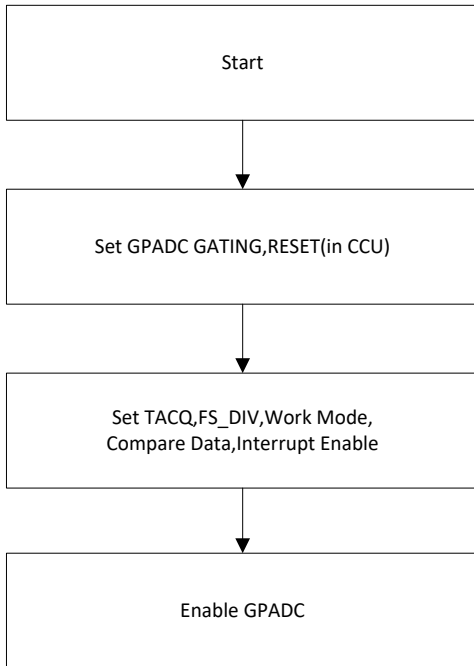 Start
Set GPADC GATING,RESET(in CCU)
Set TACQ,FS_DIV,Work Mode,
Compare Data,Interrupt Enable
Enable GPADC